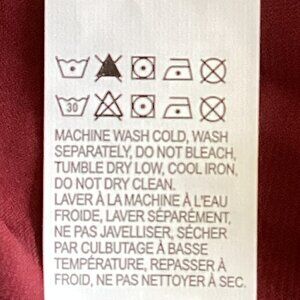 30
MACHINE WASH COLD, WASH
SEPARATELY, DO NOT BLEACH,
TUMBLE DRY LOW, COOL IRON,
DO NOT DRY CLEAN.
LAVER À LA MACHINE À L'EAU
FROIDE, LAVER SÉPARÉMENT,
NE PAS JAVELLISER, SÉCHER
PAR CULBUTAGE À BASSE
TEMPÉRATURE, REPASSER À
FROID, NE PAS NETTOYER À SEC.